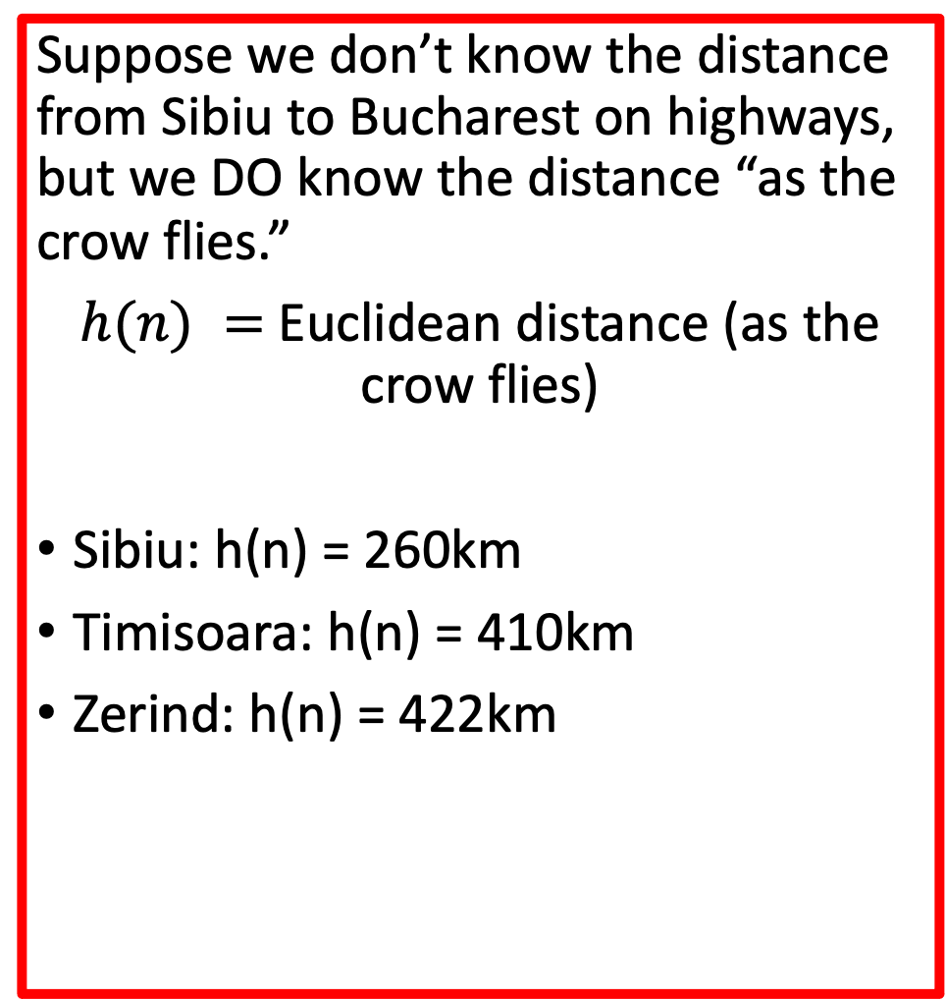 Suppose we don’t know the distance
from Sibiu to Bucharest on highways,
but we DO know the distance “as the
crow flies.”
ℎ(𝑛) = Euclidean distance (as the
crow flies)
• Sibiu: h(n) = 260km
• Timisoara: h(n) = 410km
• Zerind: h(n) = 422km